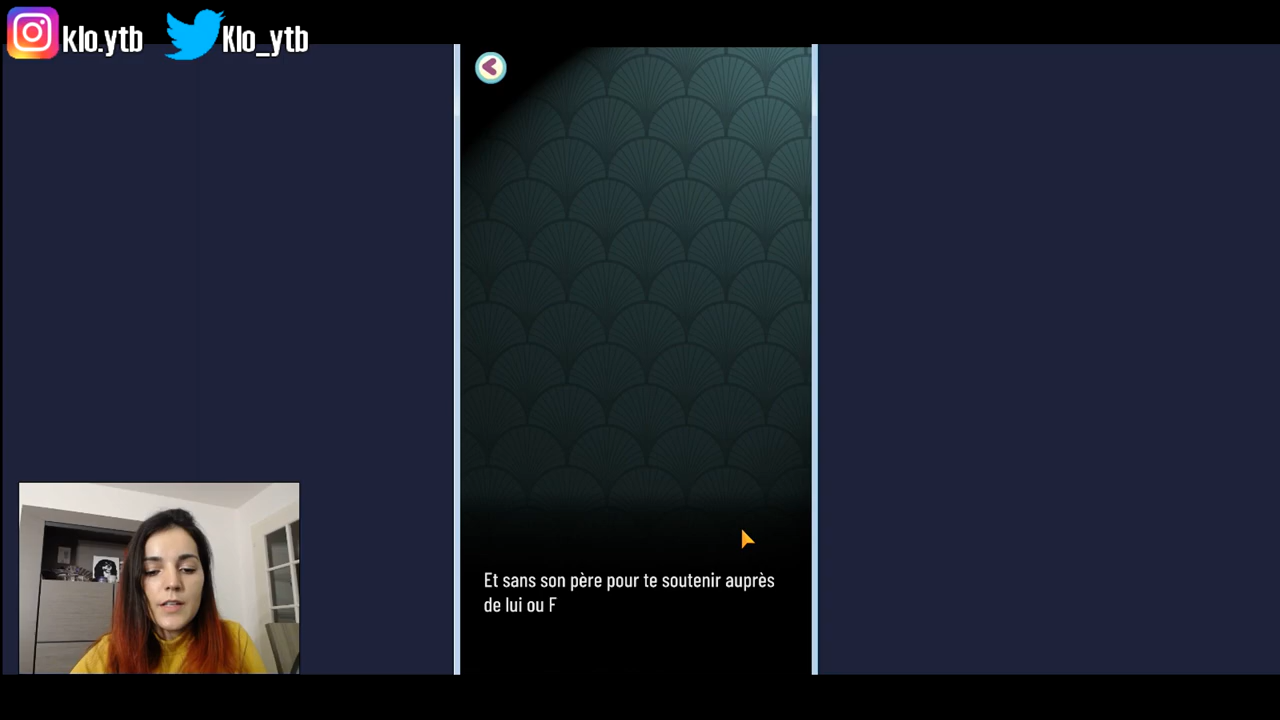 klo.ytb
Klo_ytb
Et sans son père pour te soutenir auprès
de lui ou F